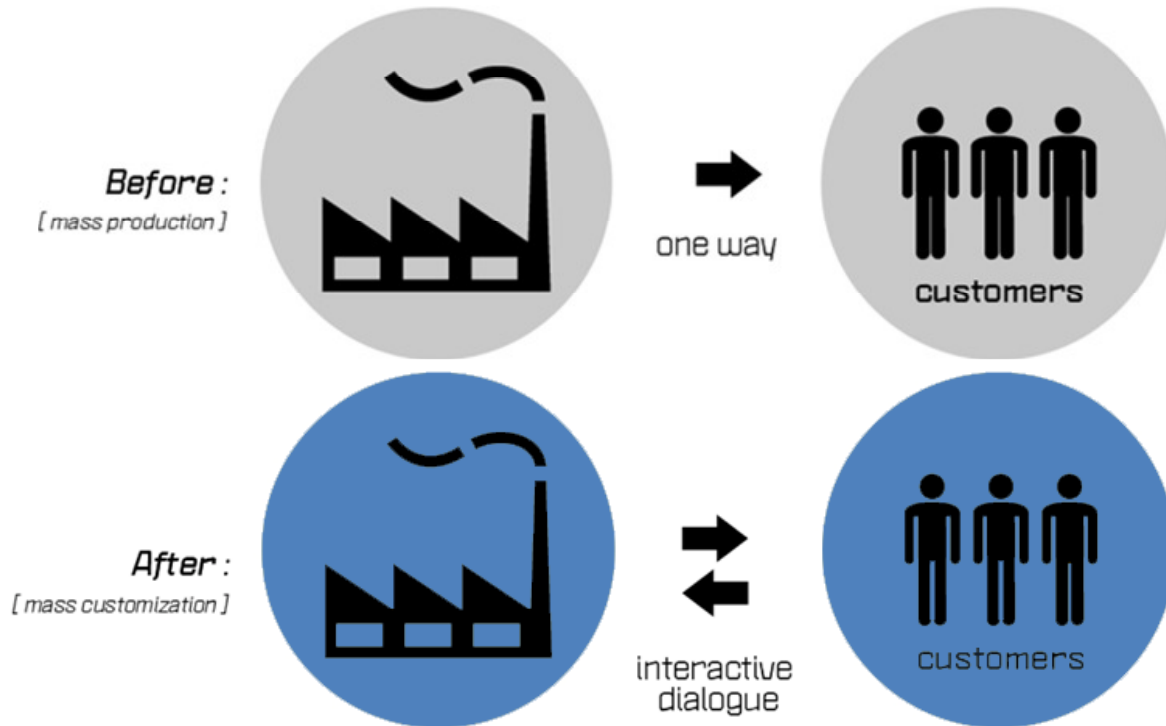 Before :
[ mass production ]
one way
customers
After :
[ mass customization ]
interactive
dialogue
customers